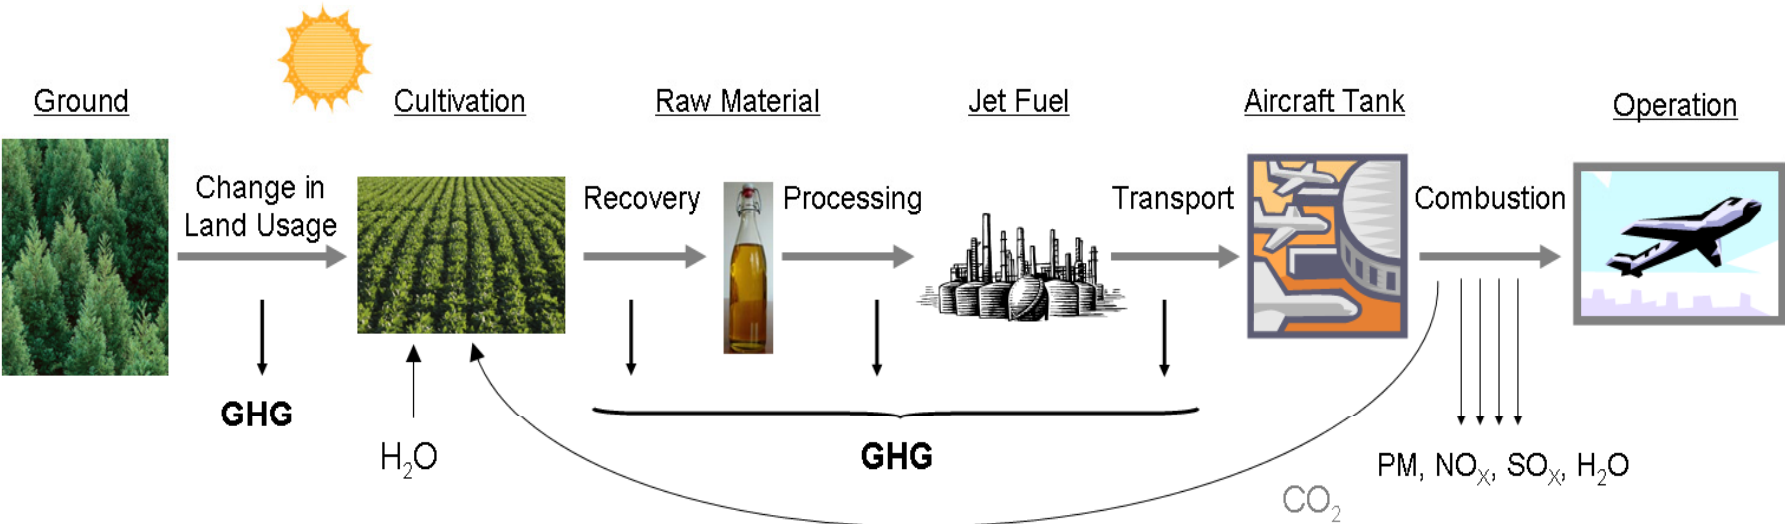 Ground
Cultivation
Raw Material
Jet Fuel
Aircraft Tank
Operation
Change in
Land Usage
Recovery
Processing
Transport
Combustion
GHG
H₂O
GHG
PM, NOₓ, SOₓ, H₂O
CO₂